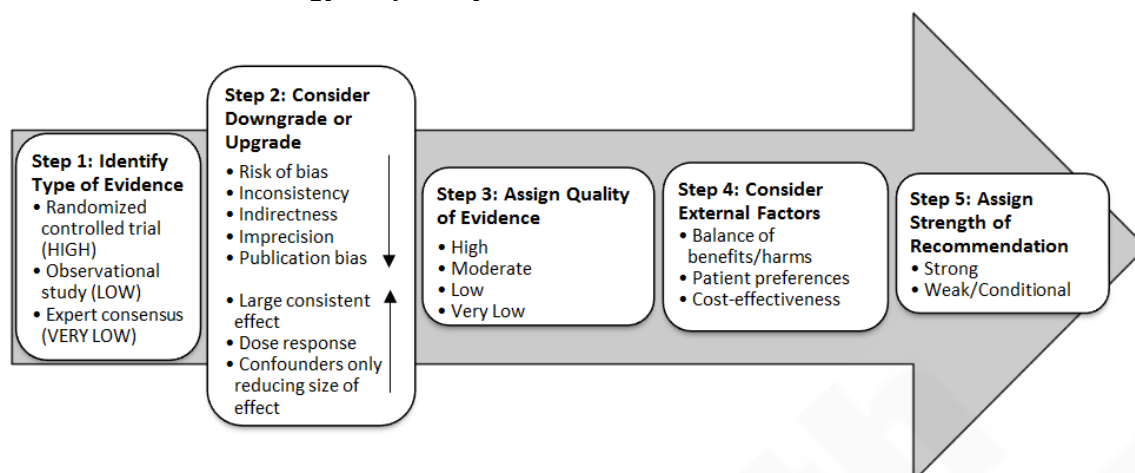 Step 1: Identify
Type of Evidence
• Randomized
controlled trial
(HIGH)
• Observational
study (LOW)
• Expert consensus
(VERY LOW)
Step 2: Consider
Downgrade or
Upgrade
• Risk of bias
• Inconsistency
• Indirectness
• Imprecision
• Publication bias
• Large consistent
effect
• Dose response
• Confounders only
reducing size of
effect
Step 3: Assign Quality
of Evidence
• High
• Moderate
• Low
• Very Low
Step 4: Consider
External Factors
• Balance of
benefits/harms
• Patient preferences
• Cost-effectiveness
Step 5: Assign
Strength of
Recommendation
• Strong
• Weak/Conditional